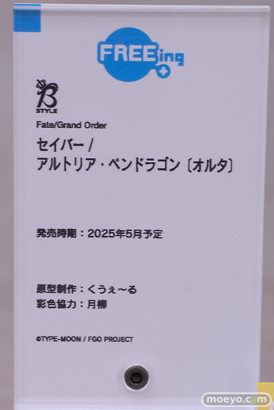 FREEing
B
STYLE
Fate/Grand Order
セイバー /
アルトリア・ペンドラゴン〔オルタ〕
発売時期：2025年5月予定
原型制作：くうぇ～る
彩色協力：月柳
©TYPE-MOON / FGO PROJECT
moeyo.com